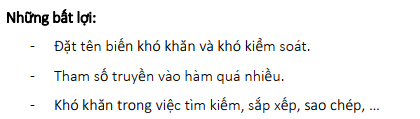 Những bất lợi:
- Đặt tên biến khó khăn và khó kiểm soát.
- Tham số truyền vào hàm quá nhiều.
- Khó khăn trong việc tìm kiếm, sắp xếp, sao chép, ...